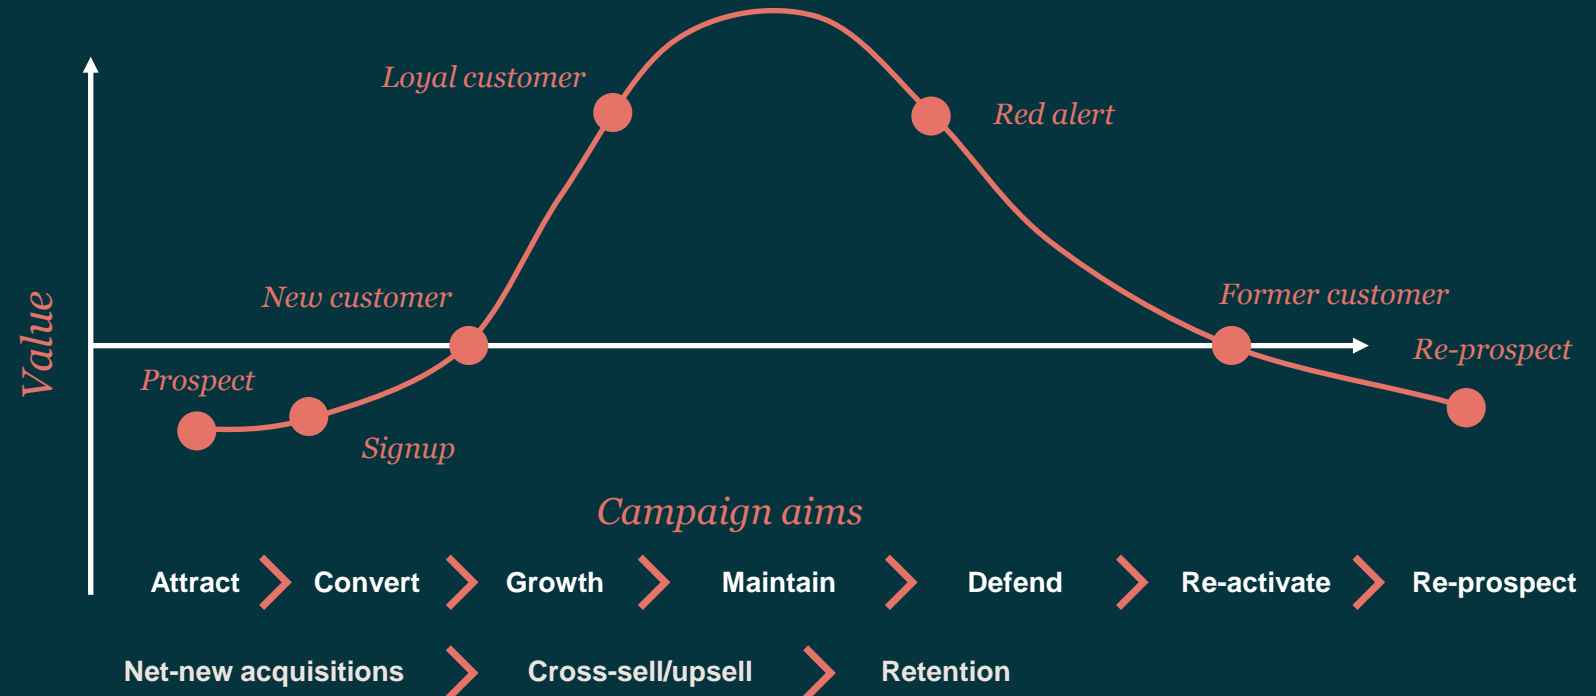 Loyal customer
Red alert
New customer
Former customer
Value
Re-prospect
Prospect
Signup
Campaign aims
Attract Convert Growth Maintain Defend Re-activate Re-prospect
Net-new acquisitions Cross-sell/upsell Retention